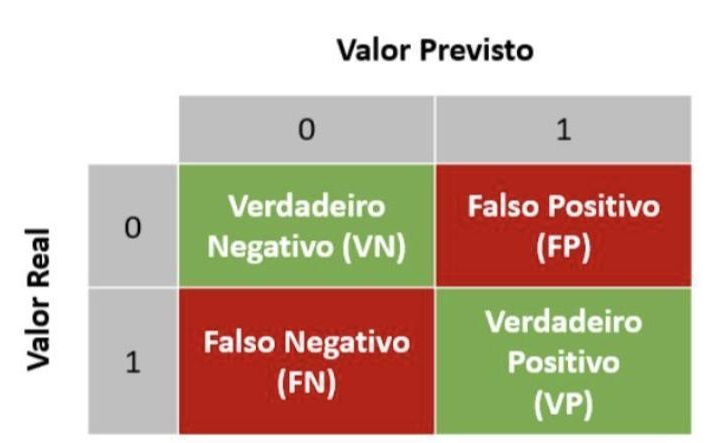 Valor Previsto
0
1
Valor Real
0
Verdadeiro
Negativo (VN)
Falso Positivo
(FP)
1
Falso Negativo
(FN)
Verdadeiro
Positivo
(VP)